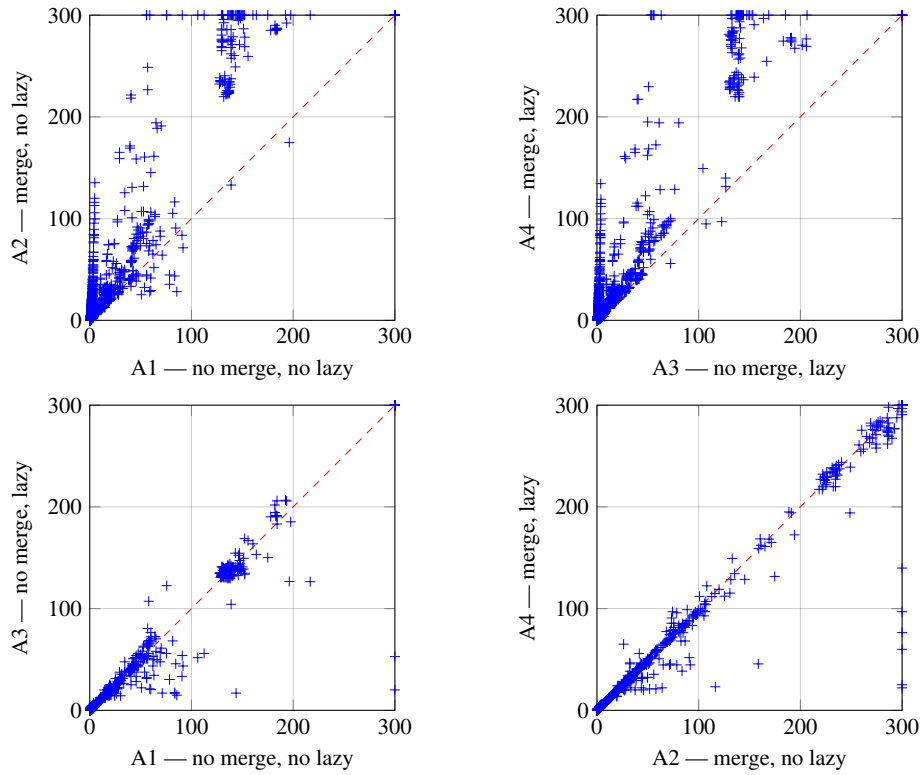 300
200
100
0
0 100 200 300
A2 — merge, no lazy
A1 — no merge, no lazy
300
200
100
0
0 100 200 300
A4 — merge, lazy
A3 — no merge, lazy
300
200
100
0
0 100 200 300
A3 — no merge, lazy
A1 — no merge, no lazy
300
200
100
0
0 100 200 300
A4 — merge, lazy
A2 — merge, no lazy